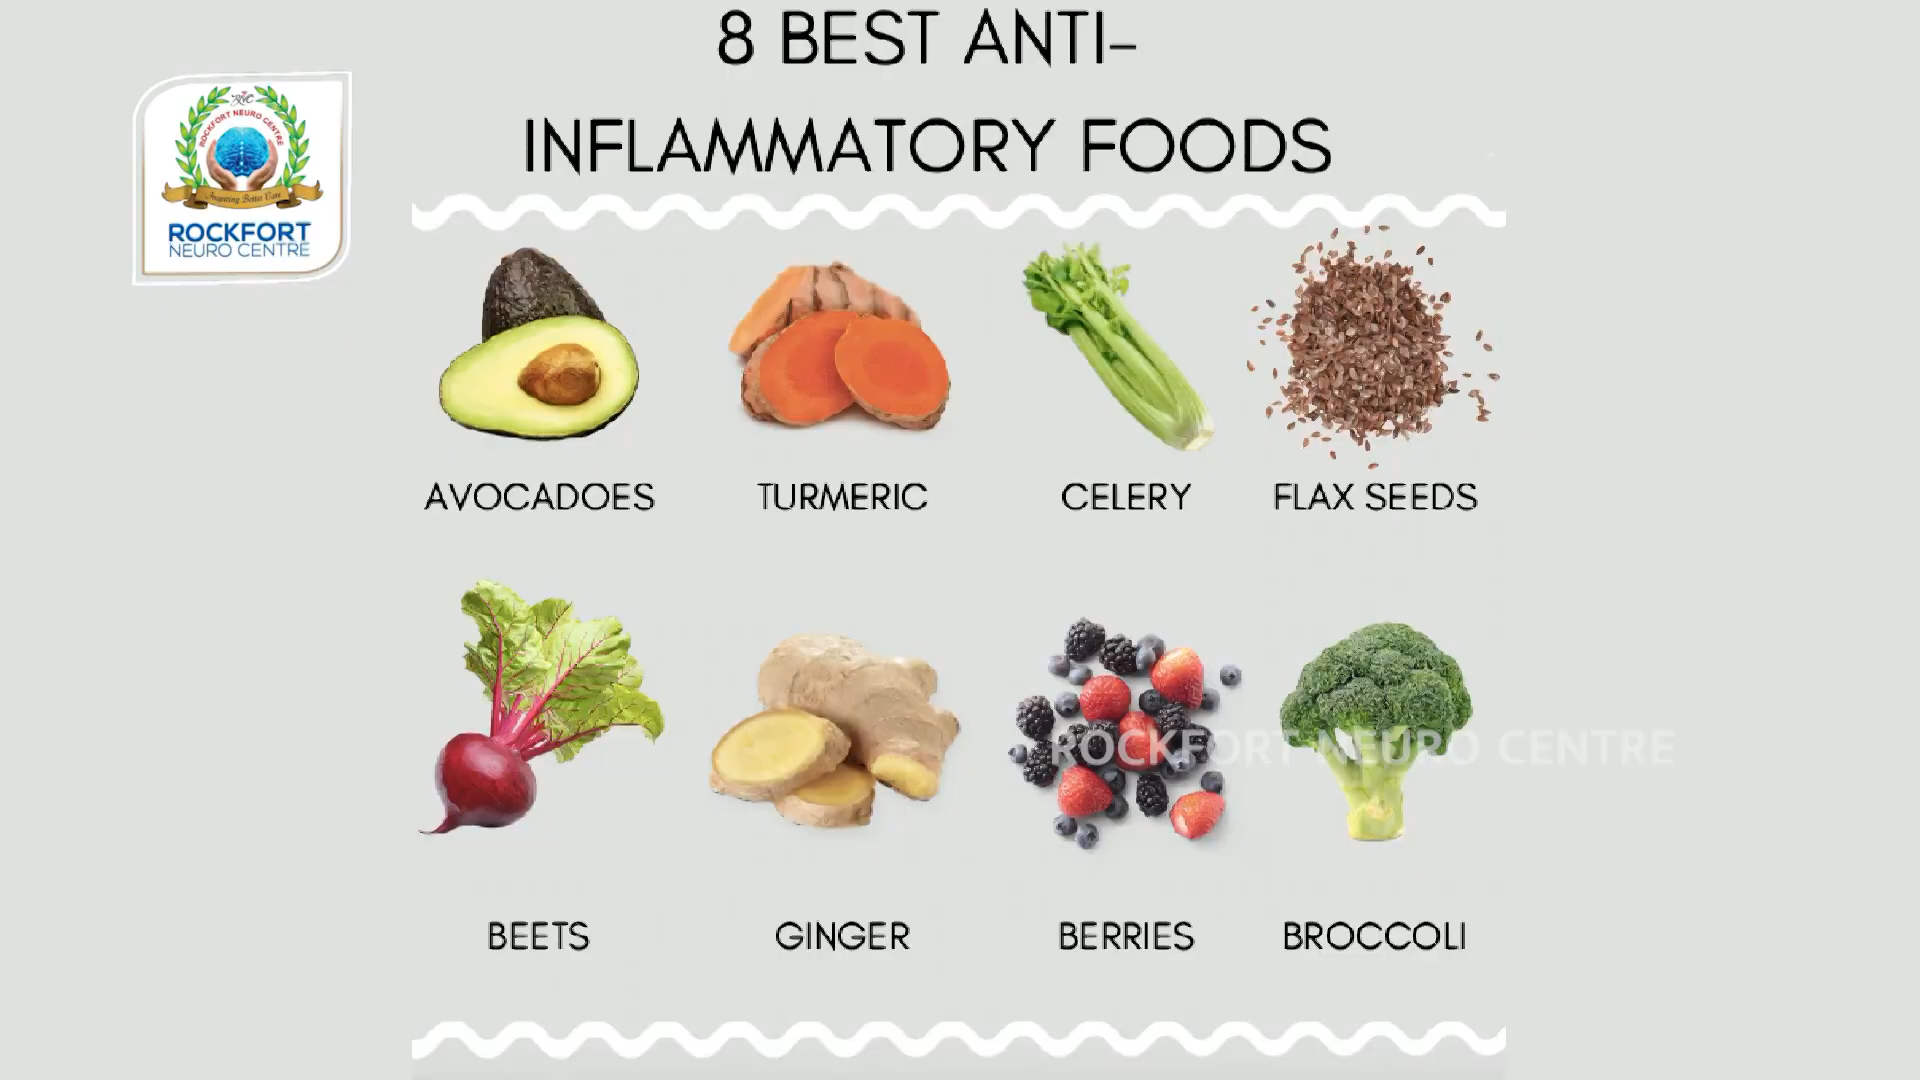 8 BEST ANTI-
INFLAMMATORY FOODS
RNC
ROCKFORT NEURO CENTRE
Inspiring Better Care
ROCKFORT
NEURO CENTRE
AVOCADOES TURMERIC CELERY FLAX SEEDS
ROCKFORT NEURO CENTRE
BEETS GINGER BERRIES BROCCOLI